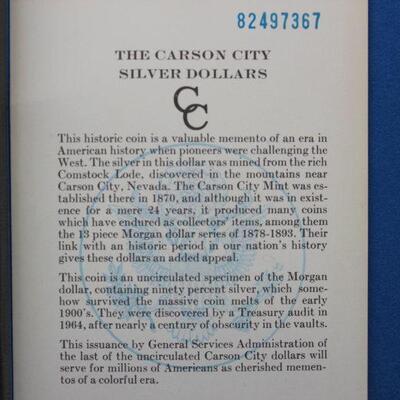 82497367
THE CARSON CITY
SILVER DOLLARS
CC
This historic coin is a valuable memento of an era in
American history when pioneers were challenging the
West. The silver in this dollar was mined from the rich
Comstock Lode, discovered in the mountains near
Carson City, Nevada. The Carson City Mint was es-
tablished there in 1870, and although it was in exist-
ence for a mere 24 years, it produced many coins
which have endured as collectors' items, among them
the 13 piece Morgan dollar series of 1878-1893. Their
link with an historic period in our nation's history
gives these dollars an added appeal.
This coin is an uncirculated specimen of the Morgan
dollar, containing ninety percent silver, which some-
how survived the massive coin melts of the early
1900's. They were discovered by a Treasury audit in
1964, after nearly a century of obscurity in the vaults.
This issuance by General Services Administration of
the last of the uncirculated Carson City dollars will
serve for millions of Americans as cherished memen-
tos of a colorful era.